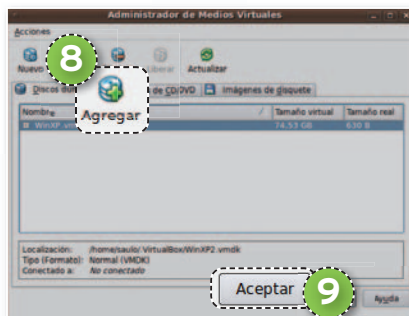 Administrador de Medios Virtuales
Acciones
8
Nuevo
Liberar
Actualizar
Agregar
Discos du
de CD/DVD
Imágenes de disquete
Nombre
Tamaño virtual
Tamaño real
WinXP.vm
74,53 GB
630 B
Localización: /home/saulo/.VirtualBox/WinXP2.vmdk
Tipo (Formato): Normal (VMDK)
Conectado a: No conectado
Aceptar
9
Ayuda